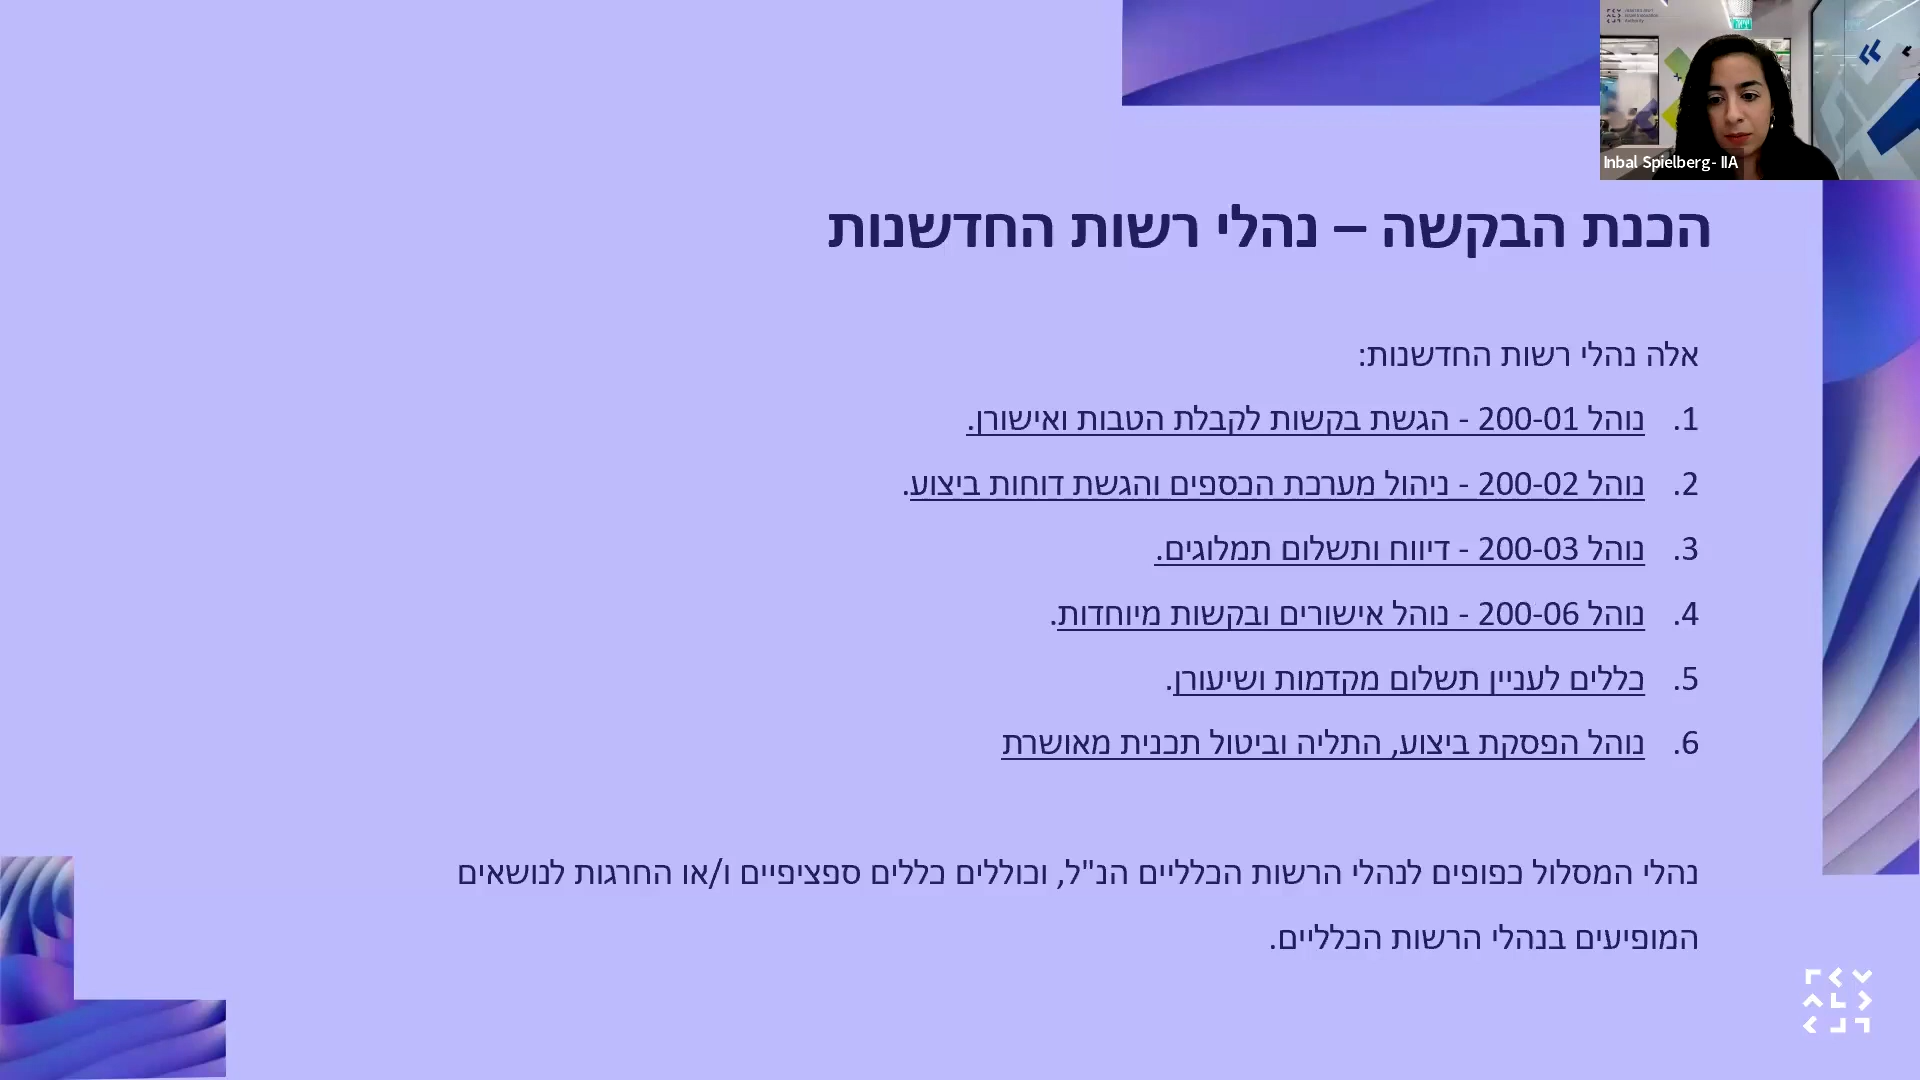 Inbal Spielberg- IIA
הכנת הבקשה – נהלי רשות החדשנות
אלה נהלי רשות החדשנות:
1. נוהל 200-01 - הגשת בקשות לקבלת הטבות ואישורן.
2. נוהל 200-02 - ניהול מערכת הכספים והגשת דוחות ביצוע.
3. נוהל 200-03 - דיווח ותשלום תמלוגים.
4. נוהל 200-06 - נוהל אישורים ובקשות מיוחדות.
5. כללים לעניין תשלום מקדמות ושיעורן.
6. נוהל הפסקת ביצוע, התליה וביטול תכנית מאושרת
נהלי המסלול כפופים לנהלי הרשות הכלליים הנ"ל, וכוללים כללים ספציפיים ו/או החרגות לנושאים
המופיעים בנהלי הרשות הכלליים.